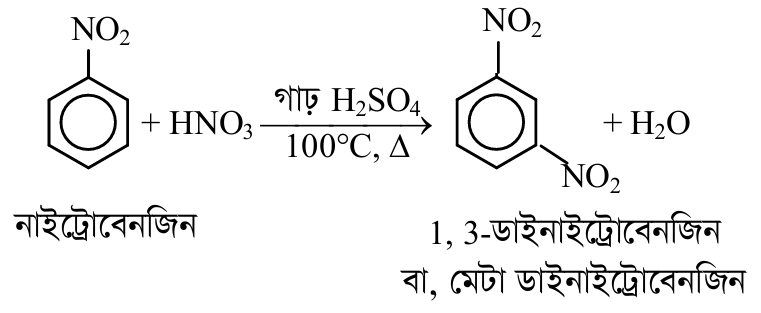 NO₂ NO₂
+ HNO₃ গাঢ় H₂SO₄ + H₂O
100°C, Δ
NO₂
নাইট্রোবেনজিন
1, 3-ডাইনাইট্রোবেনজিন
বা, মেটা ডাইনাইট্রোবেনজিন